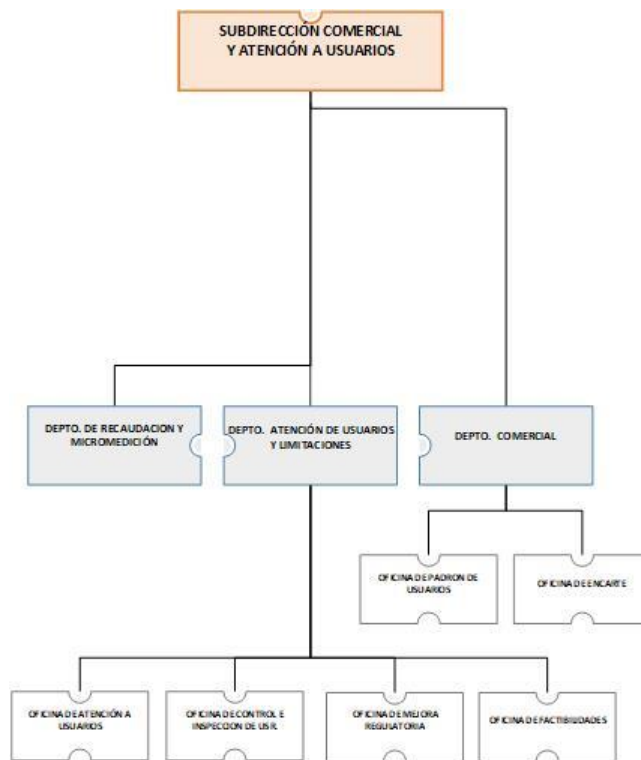 SUBDIRECCIÓN COMERCIAL
Y ATENCIÓN A USUARIOS
DEPTO. DE RECAUDACION Y
MICROMEDICIÓN
DEPTO. ATENCIÓN DE USUARIOS
Y LIMITACIONES
DEPTO. COMERCIAL
OFICINA DE PADRON DE
USUARIOS
OFICINA DE ENCARTE
OFICINA DE ATENCIÓN A
USUARIOS
OFICINA DE CONTROL E
INSPECCION DE USR.
OFICINA DE MEJORA
REGULATORIA
OFICINA DE FACTIBILIDADES